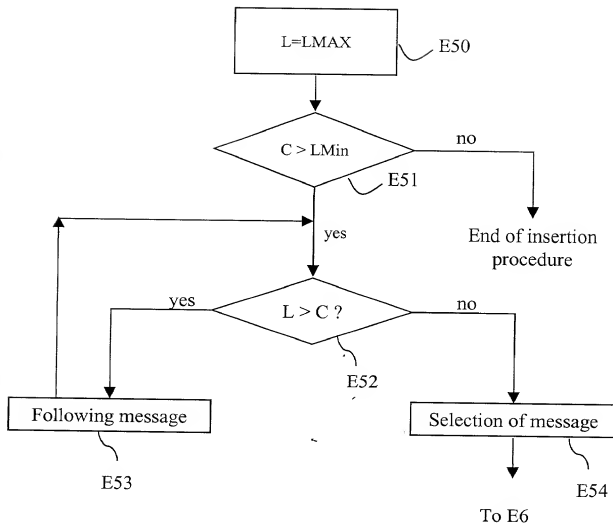 L=LMAX
E50
C > LMin
no
E51
yes
End of insertion
procedure
yes
L > C ?
no
E52
Following message
Selection of message
E53
E54
To E6